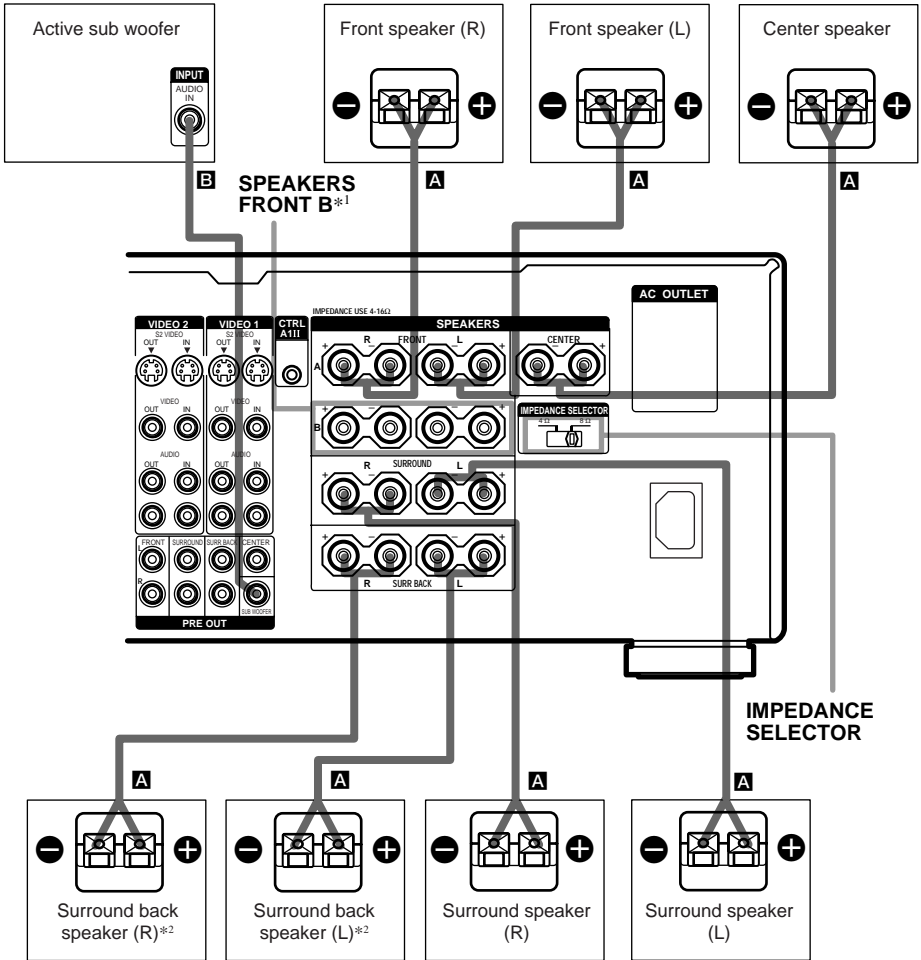 Active sub woofer
INPUT
AUDIO
IN
Front speaker (R)
Front speaker (L)
Center speaker
B
A
A
A
SPEAKERS
FRONT B*1
AC OUTLET
IMPEDANCE USE 4-16Ω
VIDEO 2
VIDEO 1
CTRL
A1II
SPEAKERS
S2 VIDEO
S2 VIDEO
OUT IN OUT IN
R FRONT L
CENTER
+ − − + + − − + + − +
A
VIDEO
VIDEO
OUT IN OUT IN
B
IMPEDANCE SELECTOR
4 Ω 8 Ω
AUDIO
AUDIO
OUT IN OUT IN
R SURROUND L
+ − − +
FRONT SURROUND SURR BACK CENTER
L
R
SUB WOOFER
PRE OUT
+ − − +
R SURR BACK L
IMPEDANCE
SELECTOR
A
A
A
A
Surround back
speaker (R)*2
Surround back
speaker (L)*2
Surround speaker
(R)
Surround speaker
(L)